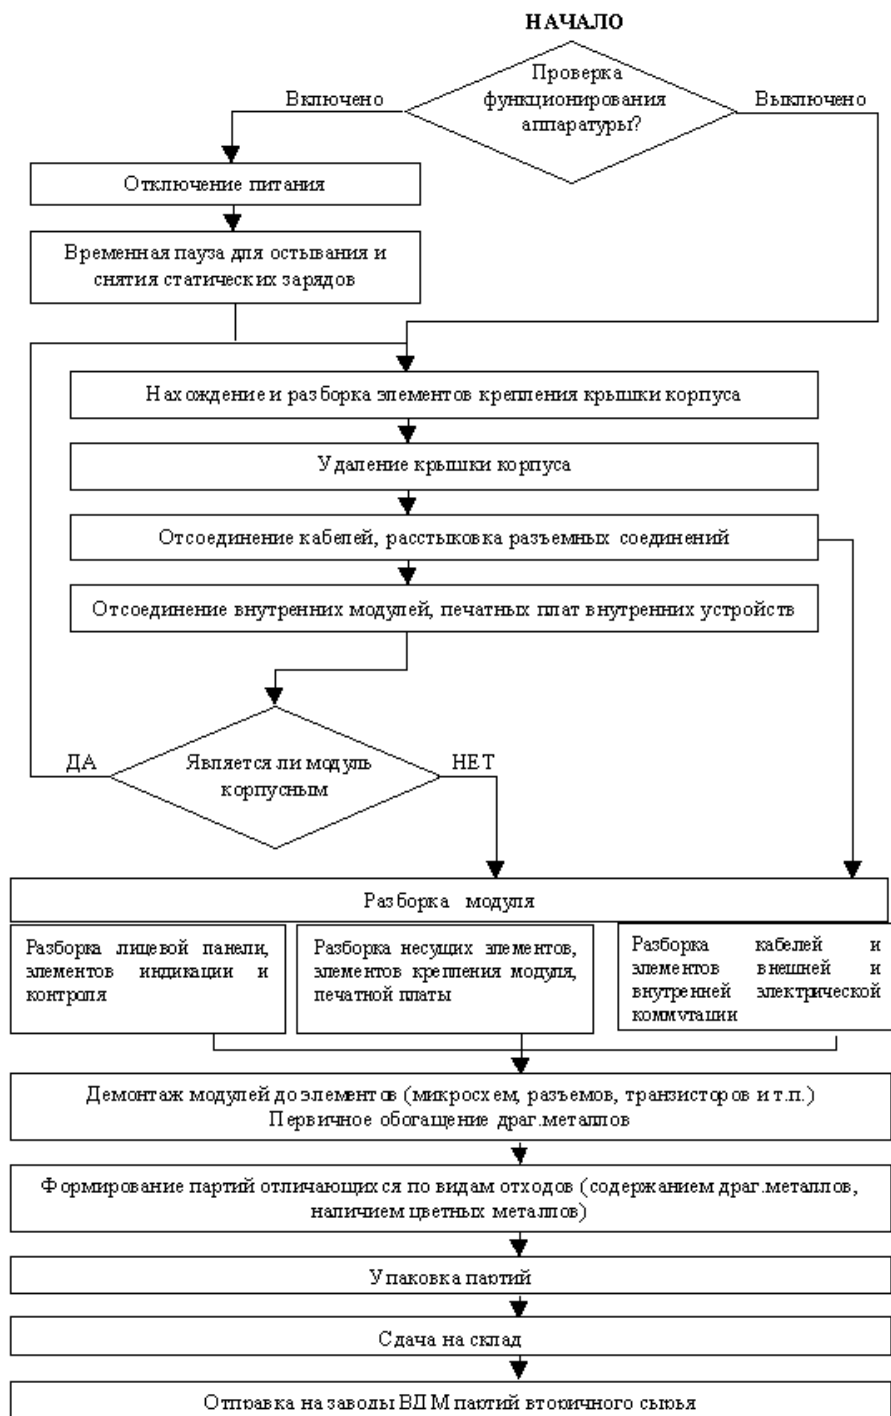 НАЧАЛО
Проверка
функционирования
аппаратуры?
Включено
Выключено
Отключение питания
Временная пауза для остывания и
снятия статических зарядов
Нахождение и разборка элементов крепления крышки корпуса
Удаление крышки корпуса
Отсоединение кабелей, расстыковка разъемных соединений
Отсоединение внутренних модулей, печатных плат внутренних устройств
ДА
Является ли модуль
корпусным
НЕТ
Разборка модуля
Разборка лицевой панели,
элементов индикации и
контроля
Разборка несущих элементов,
элементов крепления модуля,
печатной платы
Разборка кабелей и
элементов внешней и
внутренней электрической
коммутации
Демонтаж модулей до элементов (микросхем, разъемов, транзисторов и т.п.)
Первичное обогащение драг.металлов
Формирование партий отличающихся по видам отходов (содержанием драг.металлов,
наличием цветных металлов)
Упаковка партий
Сдача на склад
Отправка на заводы ВДМ партий вторичного сырья